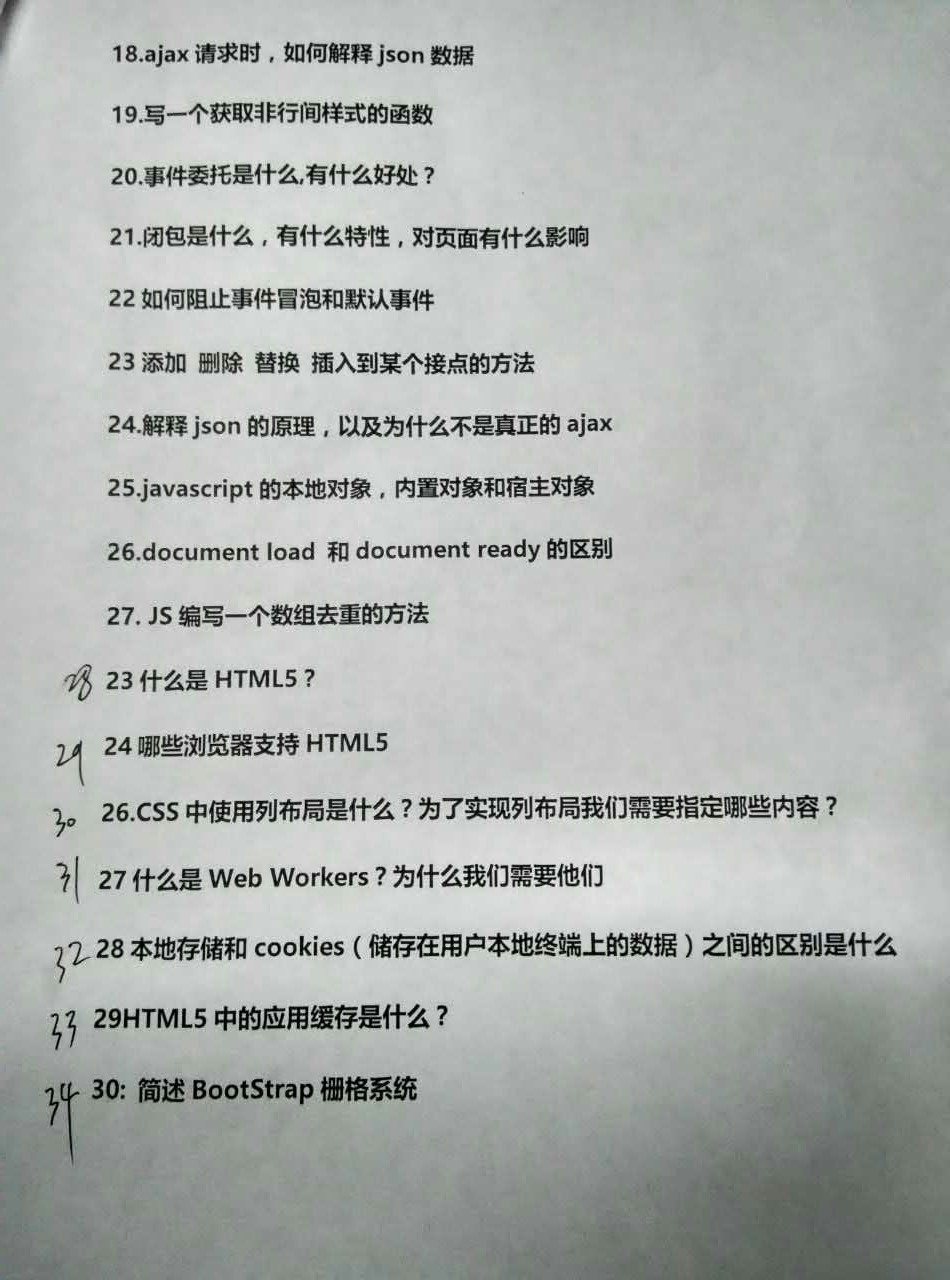 18.ajax 请求时，如何解释 json 数据
19.写一个获取非行间样式的函数
20.事件委托是什么,有什么好处？
21.闭包是什么，有什么特性，对页面有什么影响
22 如何阻止事件冒泡和默认事件
23 添加 删除 替换 插入到某个接点的方法
24.解释 json 的原理，以及为什么不是真正的 ajax
25.javascript 的本地对象，内置对象和宿主对象
26.document load 和 document ready 的区别
27. JS 编写一个数组去重的方法
28 23 什么是 HTML5？
29 24 哪些浏览器支持 HTML5
30 26.CSS 中使用列布局是什么？为了实现列布局我们需要指定哪些内容？
31 27 什么是 Web Workers？为什么我们需要他们
32 28 本地存储和 cookies（储存在用户本地终端上的数据）之间的区别是什么
33 29HTML5 中的应用缓存是什么？
34 30: 简述 BootStrap 栅格系统